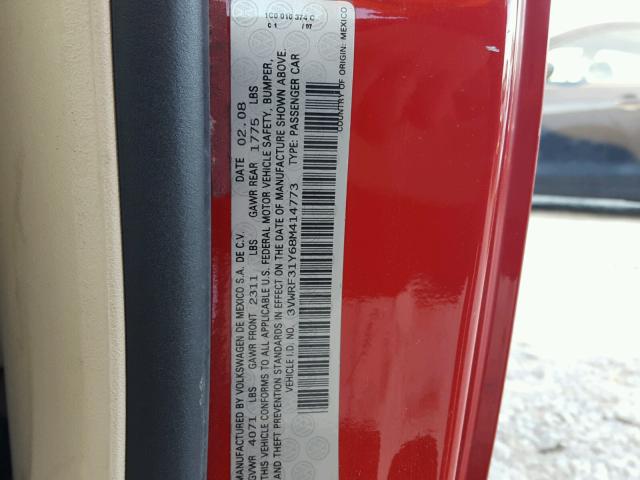 1C0 010 374 C
C 1 / 07
MANUFACTURED BY VOLKSWAGEN DE MEXICO S.A. DE C.V. DATE 02.08
GVWR 4071 LBS GAWR FRONT 2311 LBS GAWR REAR 1775 LBS
THIS VEHICLE CONFORMS TO ALL APPLICABLE U.S. FEDERAL MOTOR VEHICLE SAFETY, BUMPER,
AND THEFT PREVENTION STANDARDS IN EFFECT ON THE DATE OF MANUFACTURE SHOWN ABOVE.
VEHICLE I.D. NO. 3VWRF31Y68M414773 TYPE: PASSENGER CAR
COUNTRY OF ORIGIN: MEXICO